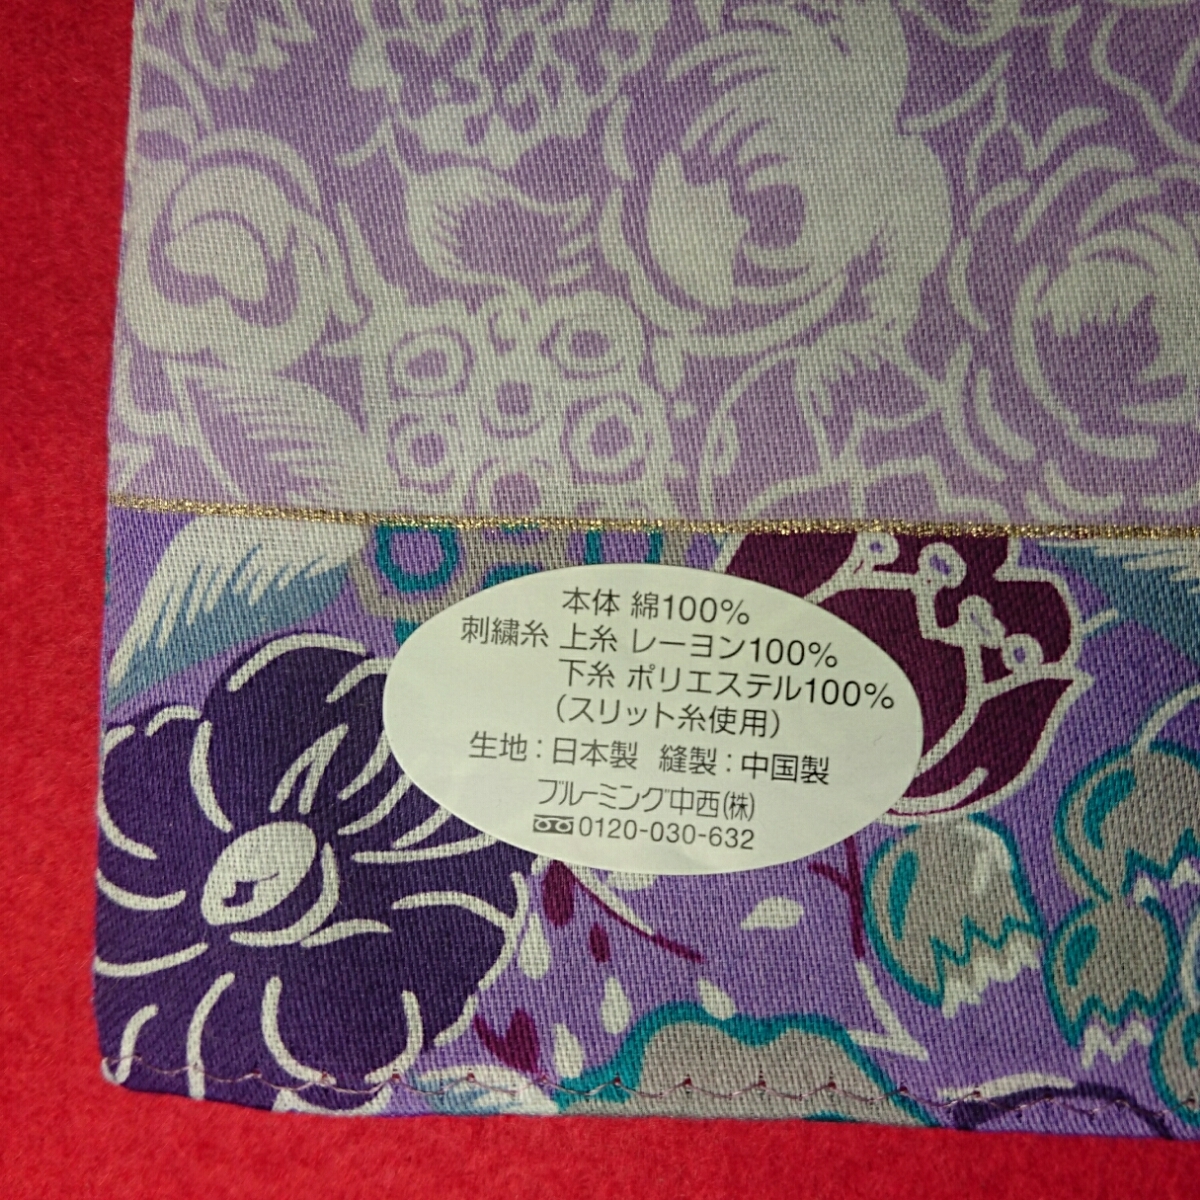 本体 綿100%
刺繍糸 上糸 レーヨン100%
下糸 ポリエステル100%
(スリット糸使用)
生地:日本製 縫製:中国製
ブルーミング中西(株)
0120-030-632